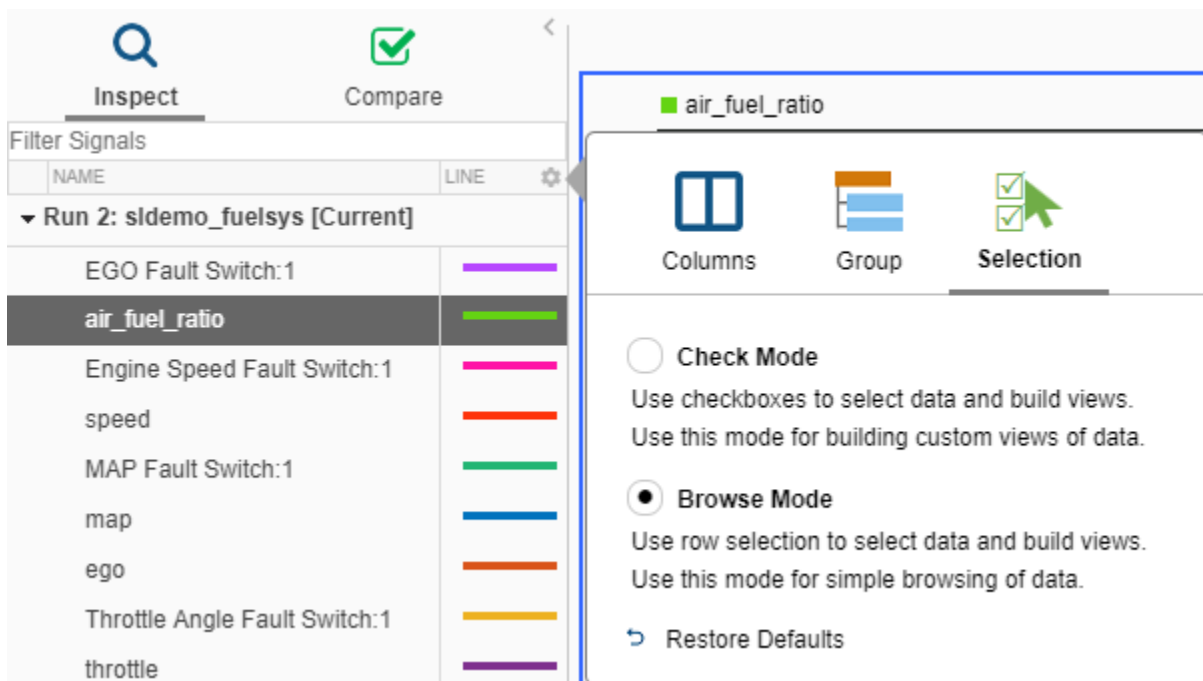 Inspect
Compare
Filter Signals
NAME LINE
Run 2: sldemo_fuelsys [Current]
EGO Fault Switch:1
air_fuel_ratio
Engine Speed Fault Switch:1
speed
MAP Fault Switch:1
map
ego
Throttle Angle Fault Switch:1
throttle
air_fuel_ratio
Columns
Group
Selection
Check Mode
Use checkboxes to select data and build views.
Use this mode for building custom views of data.
Browse Mode
Use row selection to select data and build views.
Use this mode for simple browsing of data.
Restore Defaults